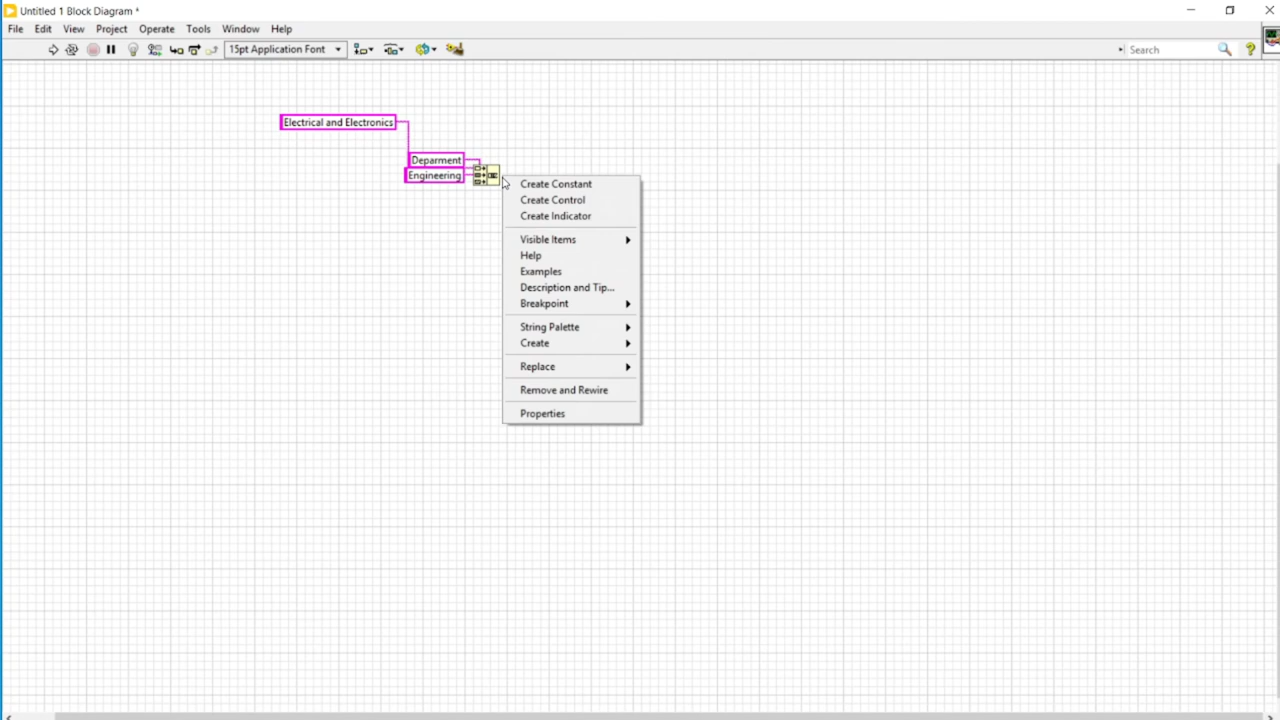 Untitled 1 Block Diagram *
File Edit View Project Operate Tools Window Help
15pt Application Font
Search
?
Electrical and Electronics
Deparment
Engineering
Create Constant
Create Control
Create Indicator
Visible Items
Help
Examples
Description and Tip...
Breakpoint
String Palette
Create
Replace
Remove and Rewire
Properties